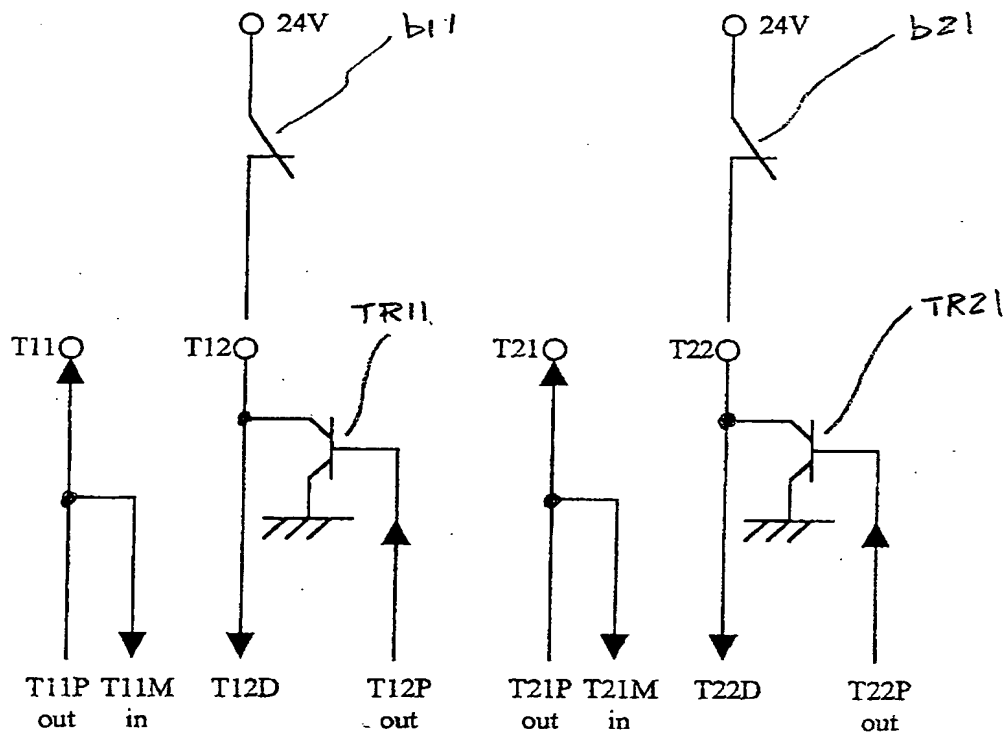 24V b11 24V b21
TR11 TR21
T11 T12 T21 T22
T11P T11M T12D T12P T21P T21M T22D T22P
out in out out in out